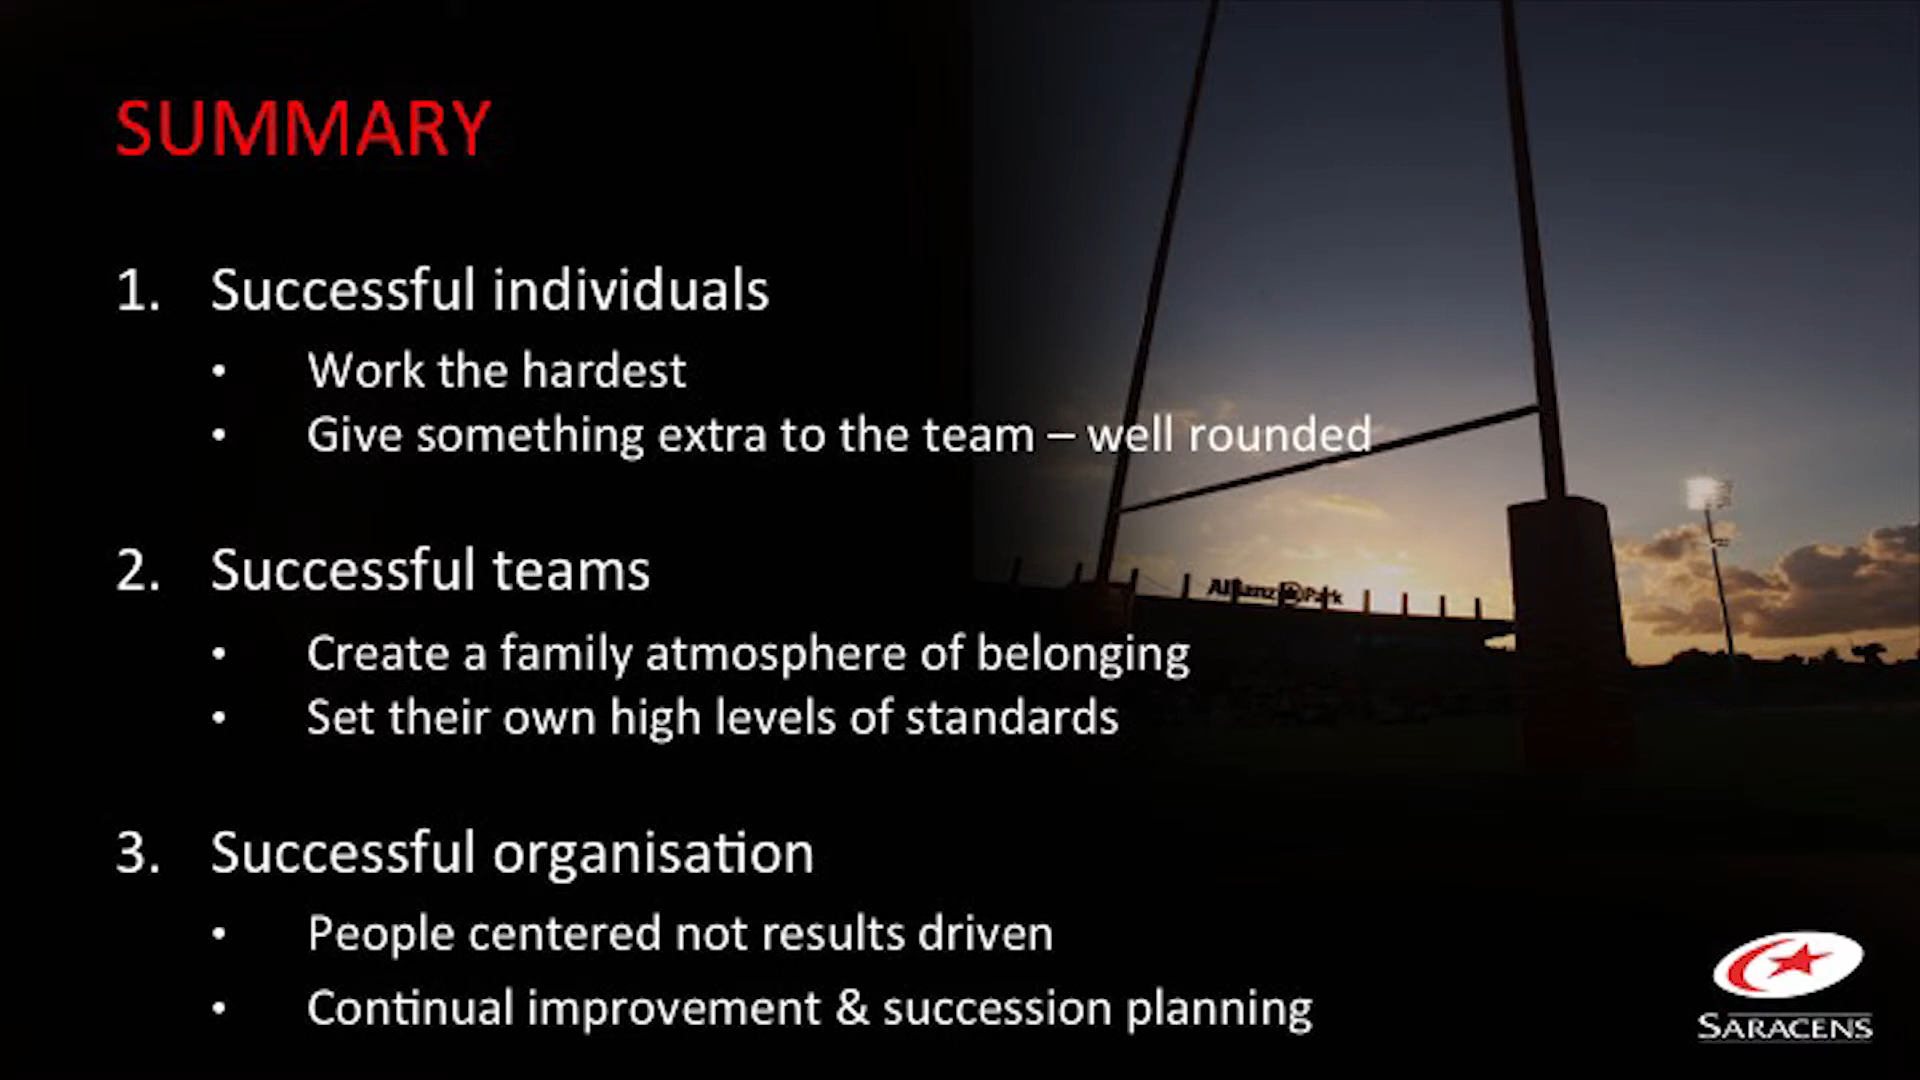 SUMMARY
1. Successful individuals
• Work the hardest
• Give something extra to the team – well rounded
2. Successful teams
• Create a family atmosphere of belonging
• Set their own high levels of standards
3. Successful organisation
• People centered not results driven
• Continual improvement & succession planning
Allianz Park
SARACENS